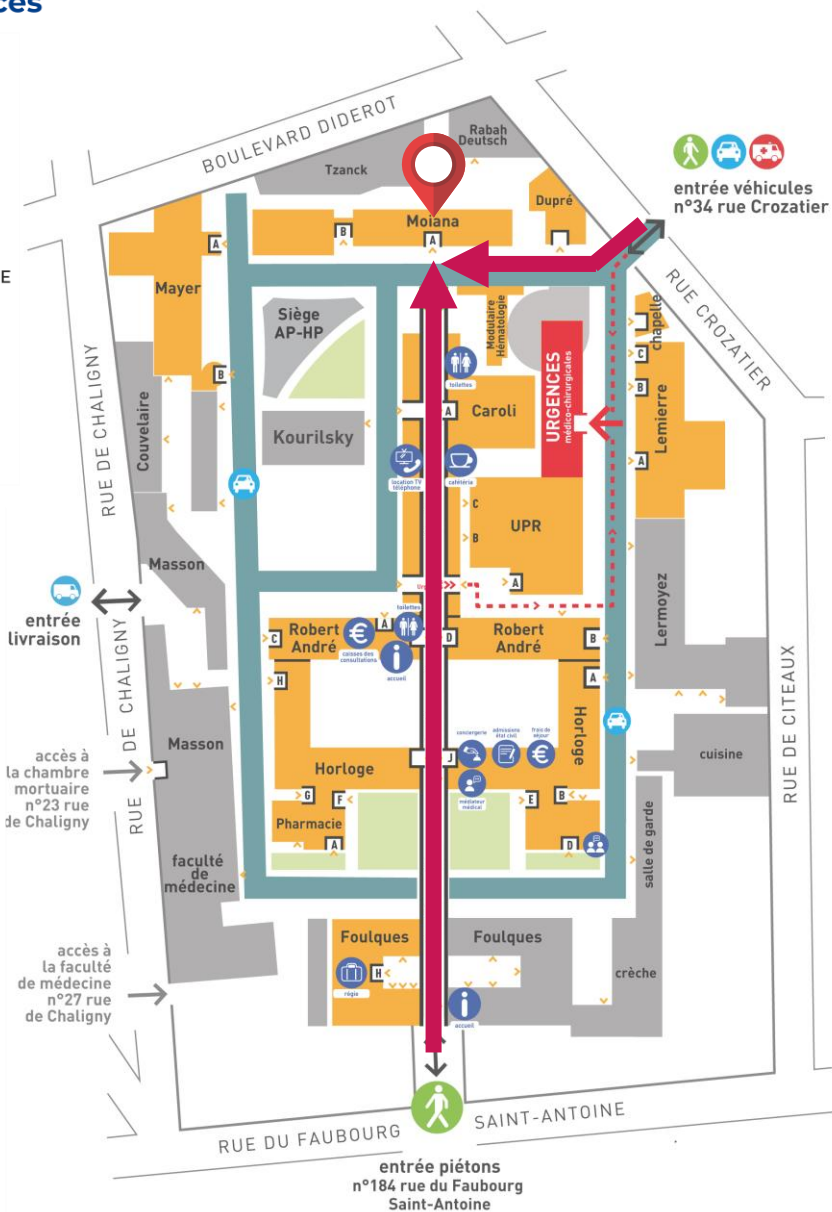 ces
BOULEVARD DIDEROT
Rabah
Deutsch
Tzanck
entrée véhicules
n°34 rue Crozatier
Dupré
Moiana
B
A
A
E
Mayer
RUE CROZATIER
Siège
AP-HP
Modulaire
Hématologie
chapelle
toilettes
URGENCES
médico-chirurgicales
C
B
B
Couvelaire
RUE DE CHALIGNY
A
Caroli
Lemierre
Kourilsky
location TV
téléphone
cafétéria
A
C
UPR
B
Masson
A
entrée
livraison
toilettes
Lermoyez
C
Robert
André
A
caisses des
consultations
i
accueil
D
Robert
André
B
H
A
RUE DE CHALIGNY
Horloge
RUE DE CITEAUX
Masson
conciergerie
admissions
état civil
frais de
séjour
cuisine
accès à
la chambre
mortuaire
n°23 rue
de Chaligny
Horloge
J
médiateur
médical
G
F
E
B
Pharmacie
A
D
salle de garde
faculté
de
médecine
Foulques
Foulques
accès à
la faculté
de médecine
n°27 rue
de Chaligny
H
régie
crèche
i
accueil
RUE DU FAUBOURG SAINT-ANTOINE
entrée piétons
n°184 rue du Faubourg
Saint-Antoine